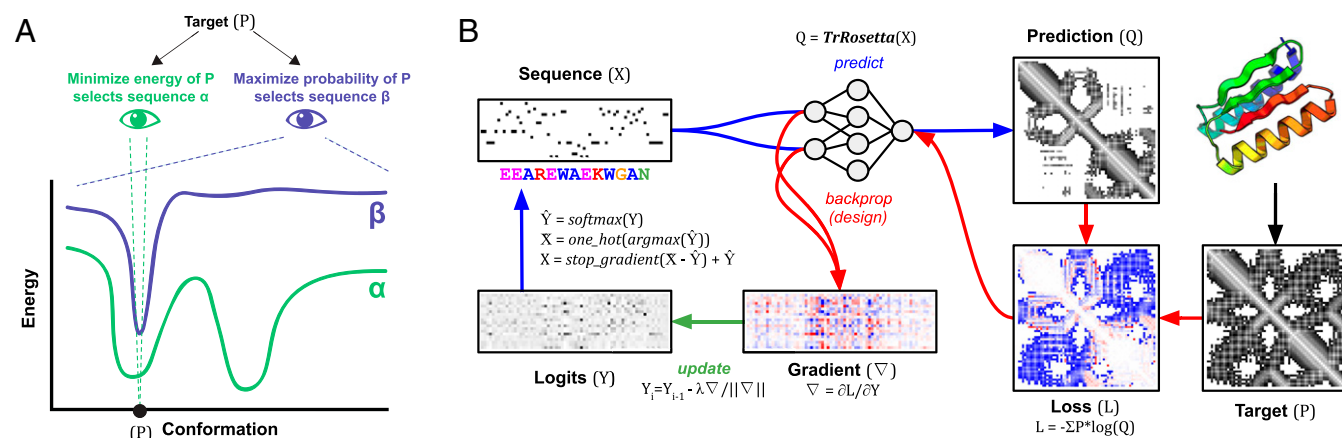 A
Target (P)
Minimize energy of P
selects sequence α
Maximize probability of P
selects sequence β
β
α
Energy
(P)
Conformation
B
Q = TrRosetta(X)
predict
Sequence (X)
EEAREWAEKWGAN
Ŷ = softmax(Y)
X̄ = one_hot(argmax(Ŷ))
X = stop_gradient(X̄ - Ŷ) + Ŷ
backprop
(design)
Prediction (Q)
Logits (Y)
update
Yᵢ=Yᵢ₋₁ - λ∇/||∇||
Gradient (∇)
∇ = ∂L/∂Y
Loss (L)
L = -ΣP*log(Q)
Target (P)